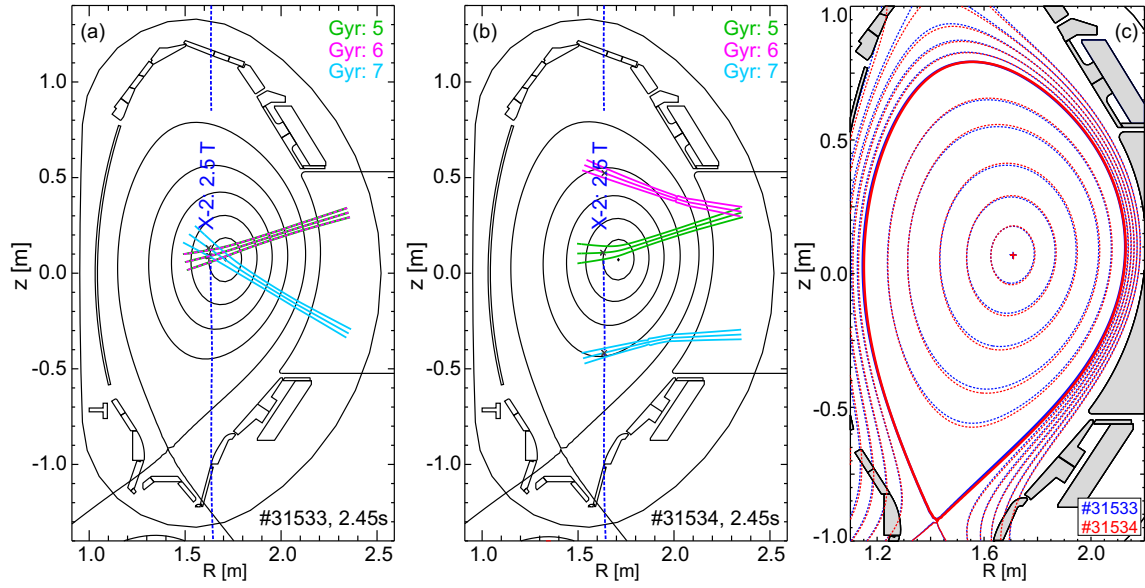 (a)
Gyr: 5
Gyr: 6
Gyr: 7
X-2: 2.5 T
1.0
0.5
0.0
-0.5
-1.0
z [m]
#31533, 2.45s
1.0
1.5
2.0
2.5
R [m]
(b)
Gyr: 5
Gyr: 6
Gyr: 7
X-2: 2.5 T
1.0
0.5
0.0
-0.5
-1.0
z [m]
#31534, 2.45s
1.0
1.5
2.0
2.5
R [m]
(c)
1.0
0.5
0.0
-0.5
-1.0
z [m]
#31533
#31534
1.2
1.6
2.0
R [m]